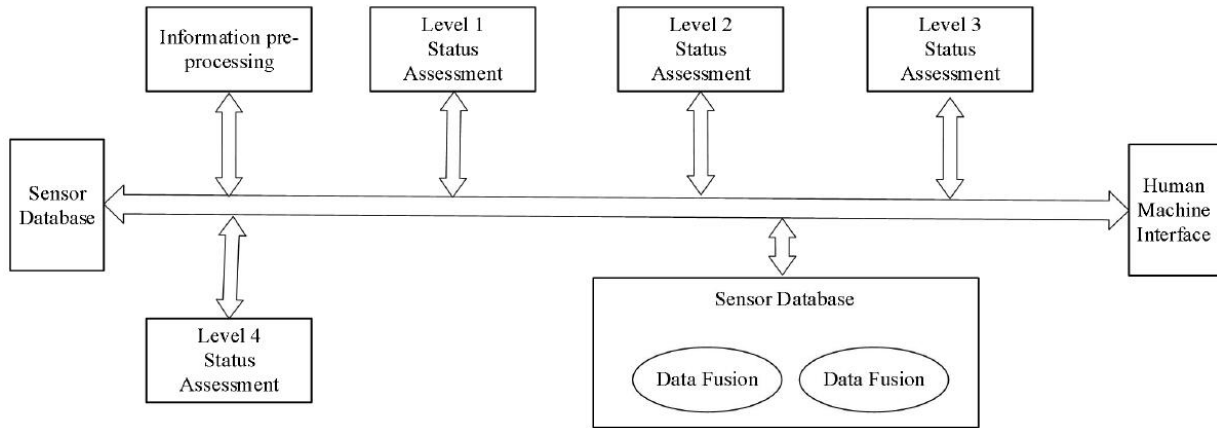 Information pre-
processing
Level 1
Status
Assessment
Level 2
Status
Assessment
Level 3
Status
Assessment
Sensor
Database
Human
Machine
Interface
Level 4
Status
Assessment
Sensor Database
Data Fusion
Data Fusion